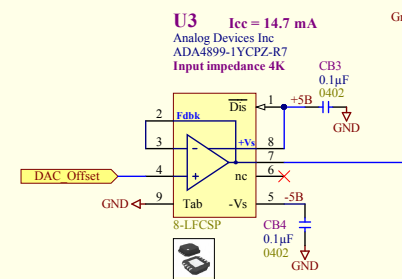 U3 Icc = 14.7 mA
Analog Devices Inc
ADA4899-1YCPZ-R7
Input impedance 4K
Gr
CB3
0.1µF
0402
GND
+5B
Dis 1
2 Fdbk
3 +Vs 8
7
DAC_Offset 4 nc 6
GND 9 Tab -Vs 5 -5B
8-LFCSP
CB4
0.1µF
0402
GND